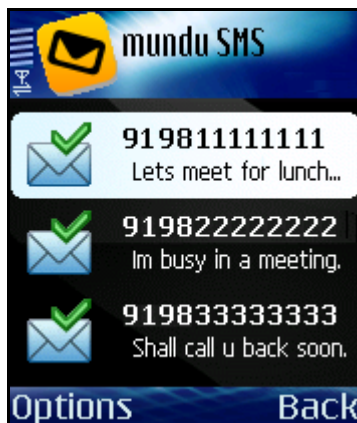 mundu SMS
919811111111
Lets meet for lunch...
919822222222
Im busy in a meeting.
919833333333
Shall call u back soon.
Options Back